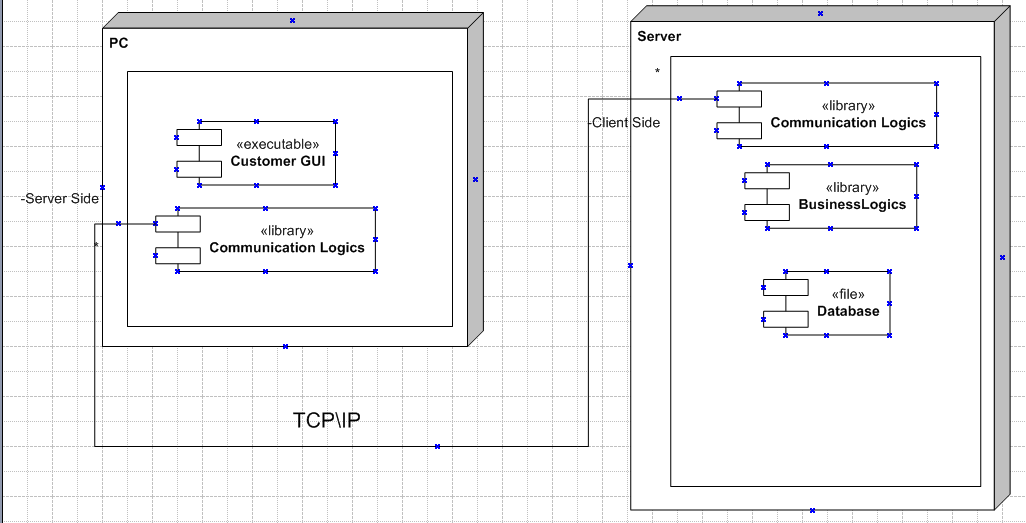 PC
«executable»
Customer GUI
-Server Side
*
«library»
Communication Logics
TCP\IP
Server
*
-Client Side
«library»
Communication Logics
«library»
BusinessLogics
«file»
Database